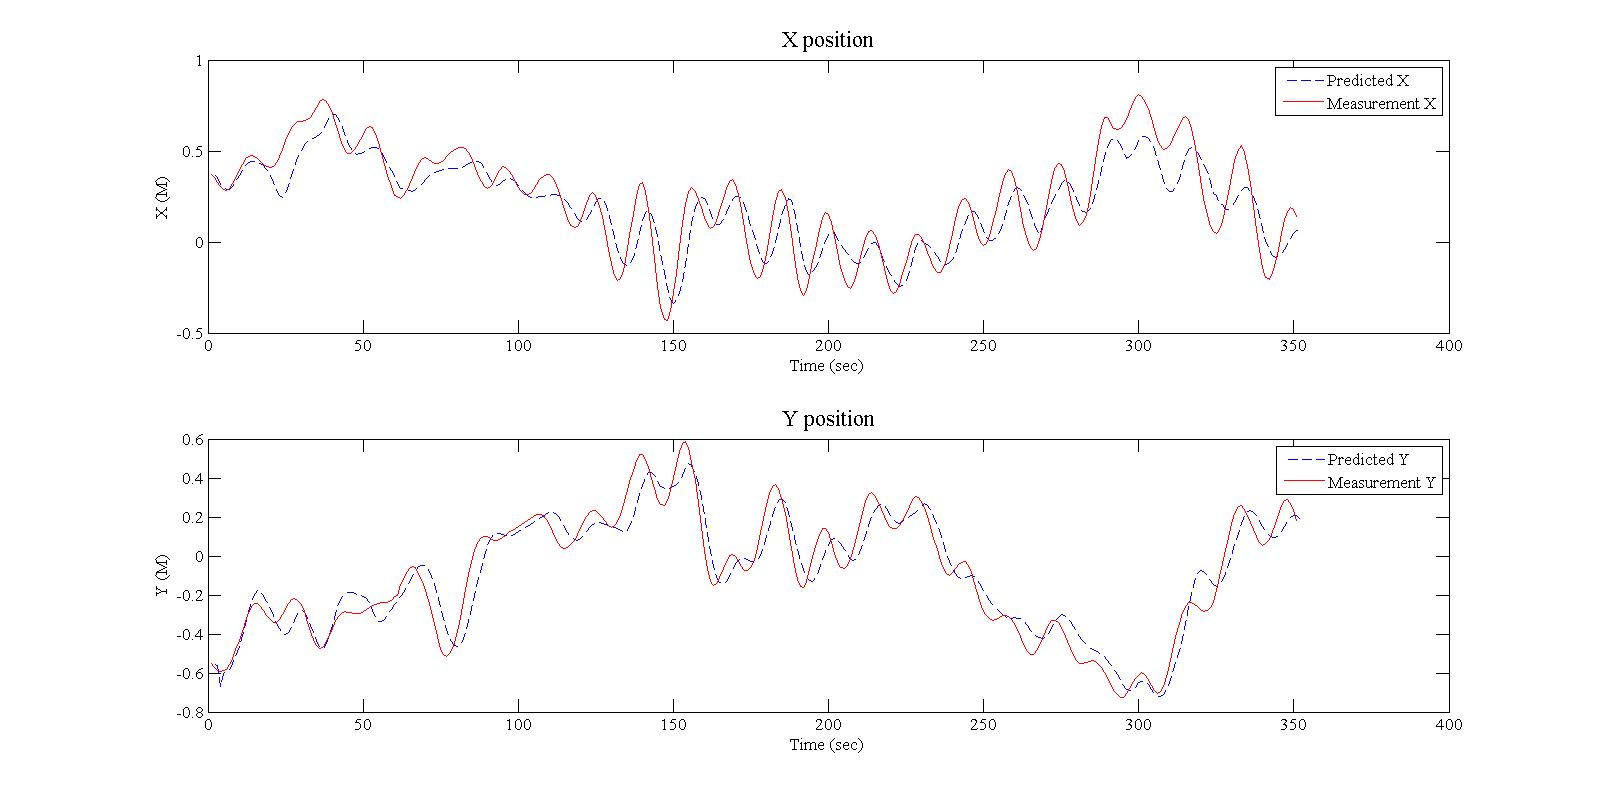 X position
1
0.5
0
-0.5
X (M)
Predicted X
Measurement X
0 50 100 150 200 250 300 350 400
Time (sec)
Y position
0.6
0.4
0.2
0
-0.2
-0.4
-0.6
-0.8
Y (M)
Predicted Y
Measurement Y
0 50 100 150 200 250 300 350 400
Time (sec)